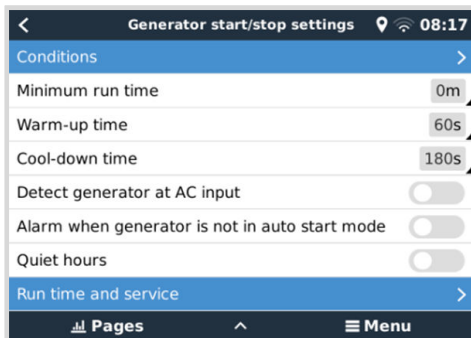 Generator start/stop settings 08:17
Conditions
Minimum run time 0m
Warm-up time 60s
Cool-down time 180s
Detect generator at AC input
Alarm when generator is not in auto start mode
Quiet hours
Run time and service
Pages Menu